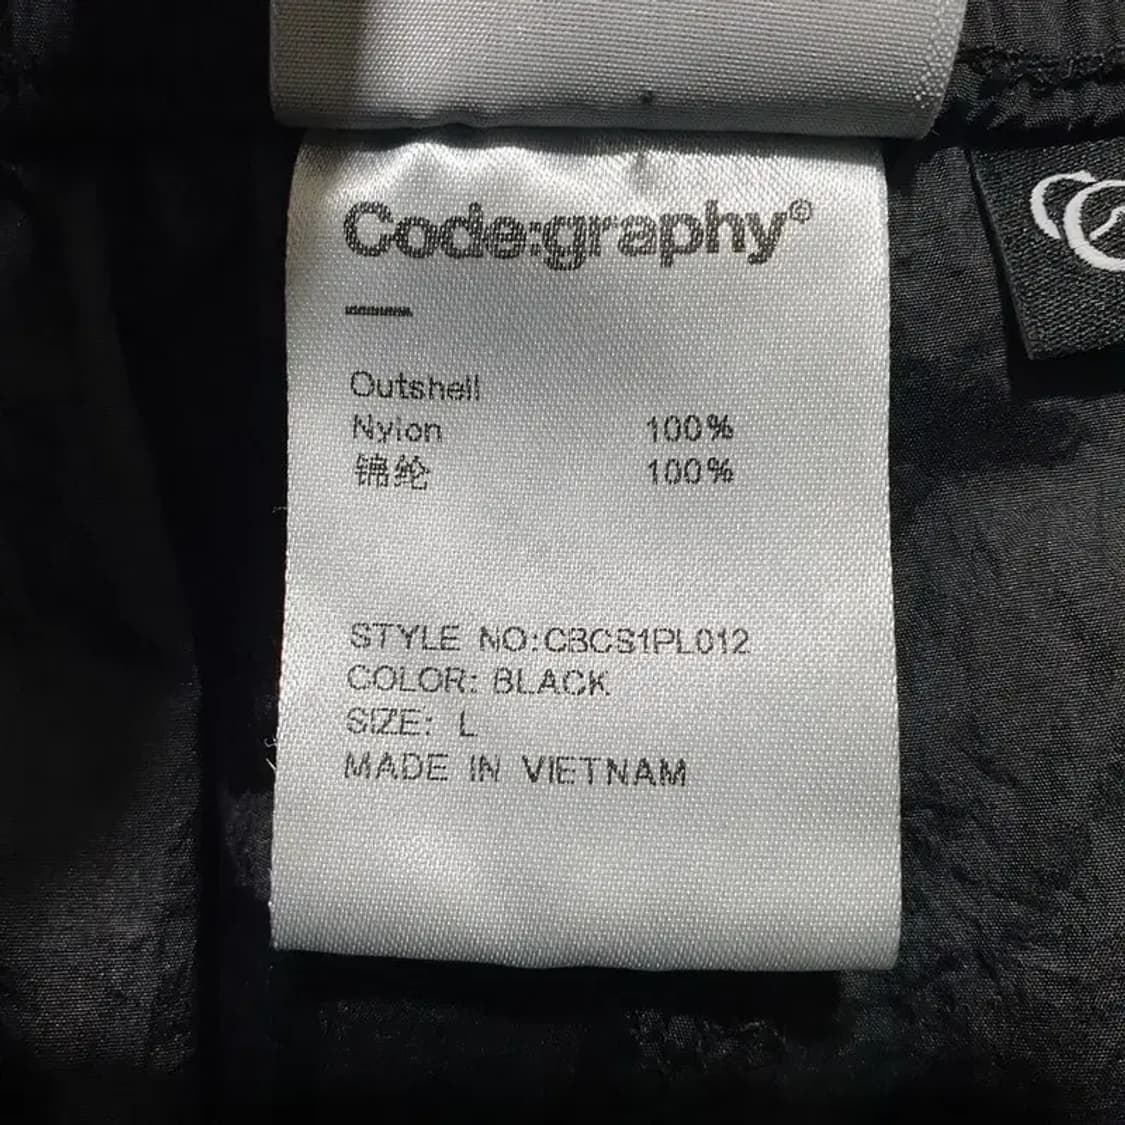 Code:graphy©
Outshell
Nylon 100%
锦纶 100%
STYLE NO:CBCS1PL012
COLOR: BLACK
SIZE: L
MADE IN VIETNAM